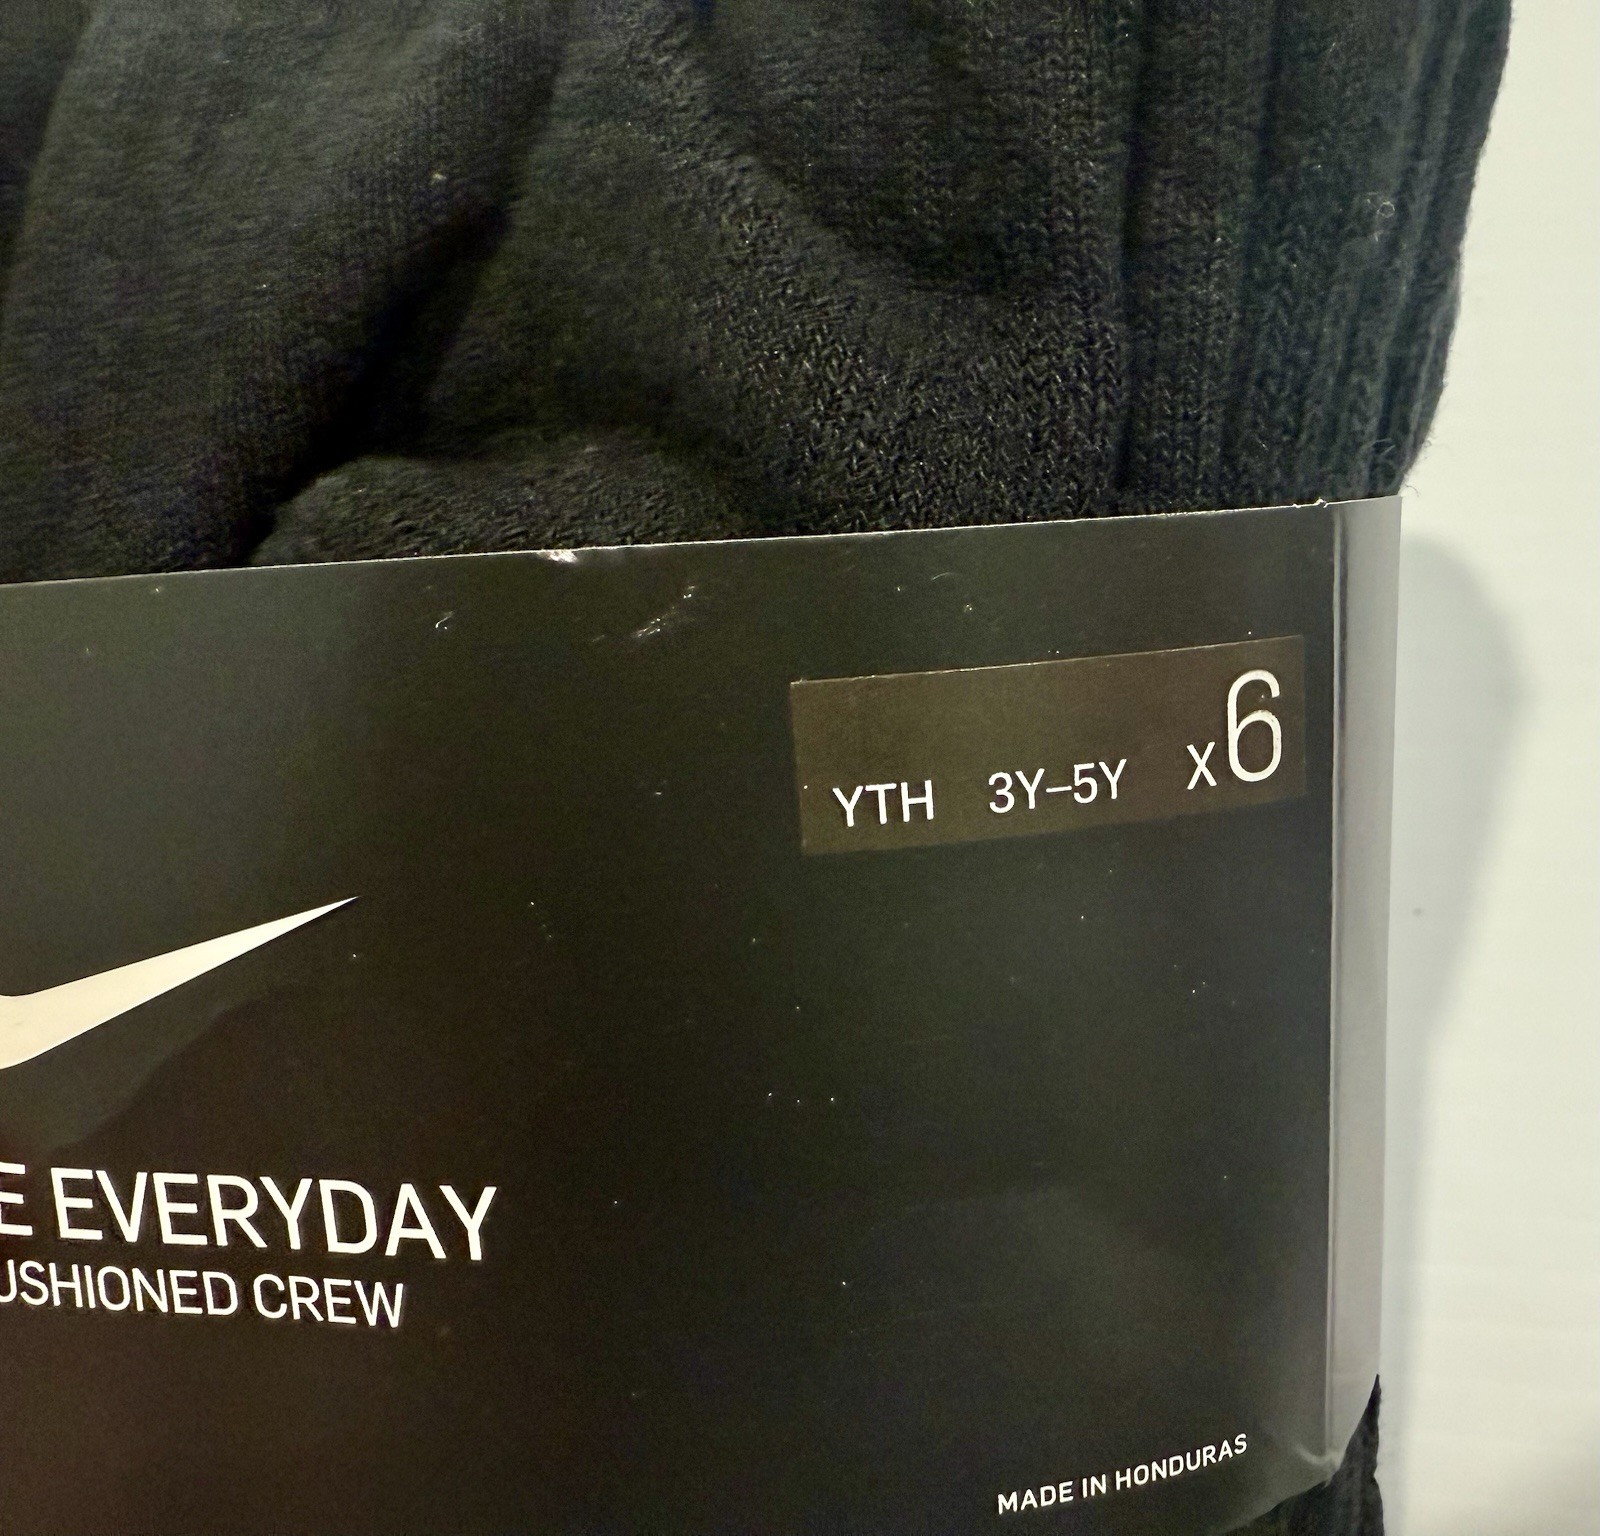 YTH 3Y–5Y x6
E EVERYDAY
USHIONED CREW
MADE IN HONDURAS